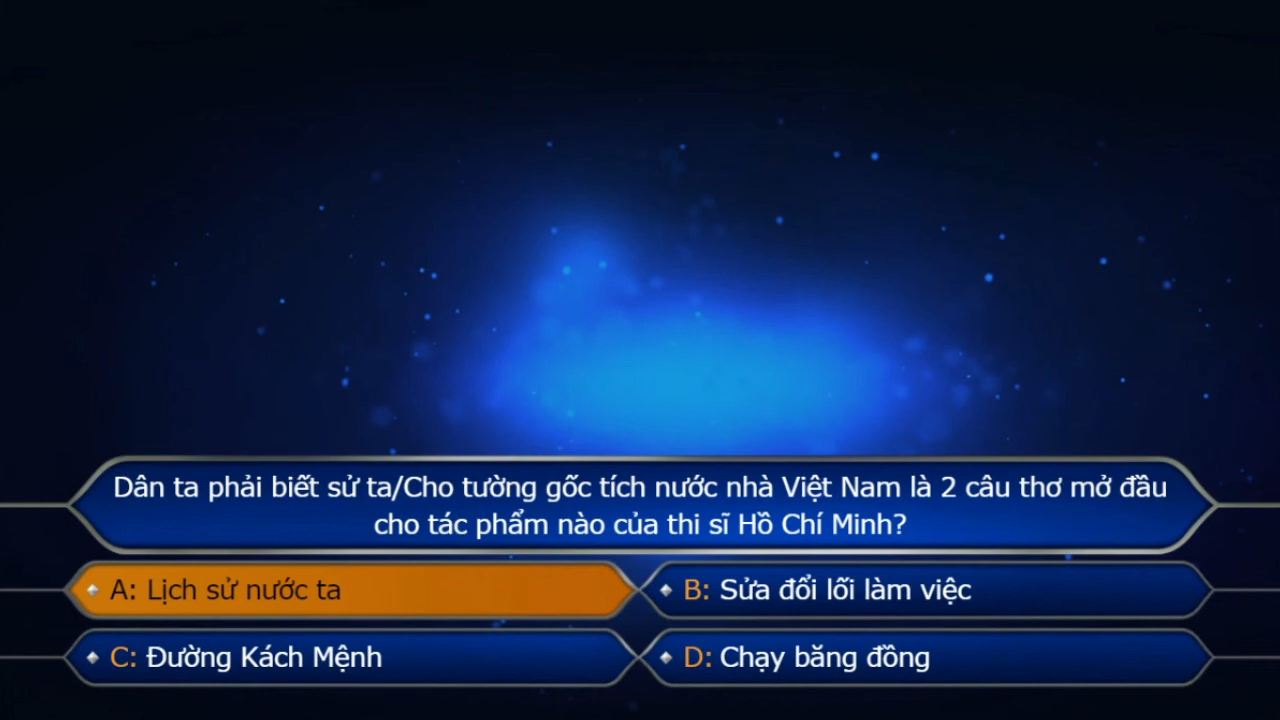 Dân ta phải biết sử ta/Cho tường gốc tích nước nhà Việt Nam là 2 câu thơ mở đầu
cho tác phẩm nào của thi sĩ Hồ Chí Minh?
A: Lịch sử nước ta
B: Sửa đổi lối làm việc
C: Đường Kách Mệnh
D: Chạy băng đồng